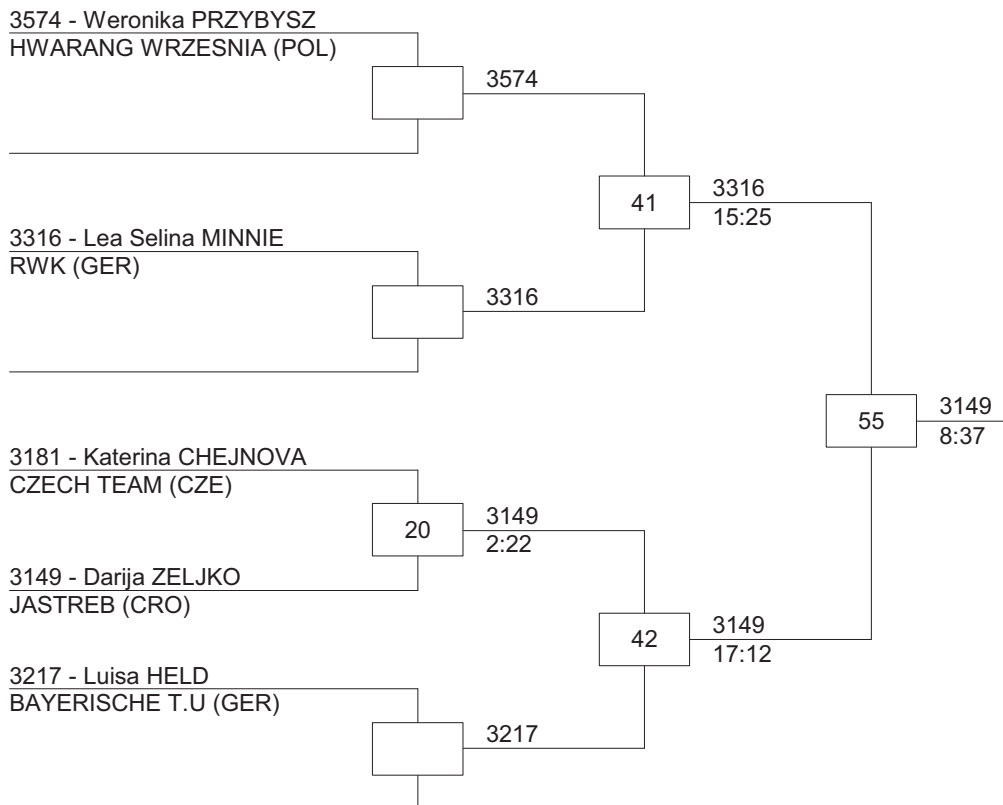 3574 - Weronika PRZYBYSZ
HWARANG WRZESNIA (POL)
3574
41
3316
15:25
3316 - Lea Selina MINNIE
RWK (GER)
3316
55
3149
8:37
3181 - Katerina CHEJNOVA
CZECH TEAM (CZE)
20
3149
2:22
3149 - Darija ZELJKO
JASTREB (CRO)
42
3149
17:12
3217 - Luisa HELD
BAYERISCHE T.U (GER)
3217